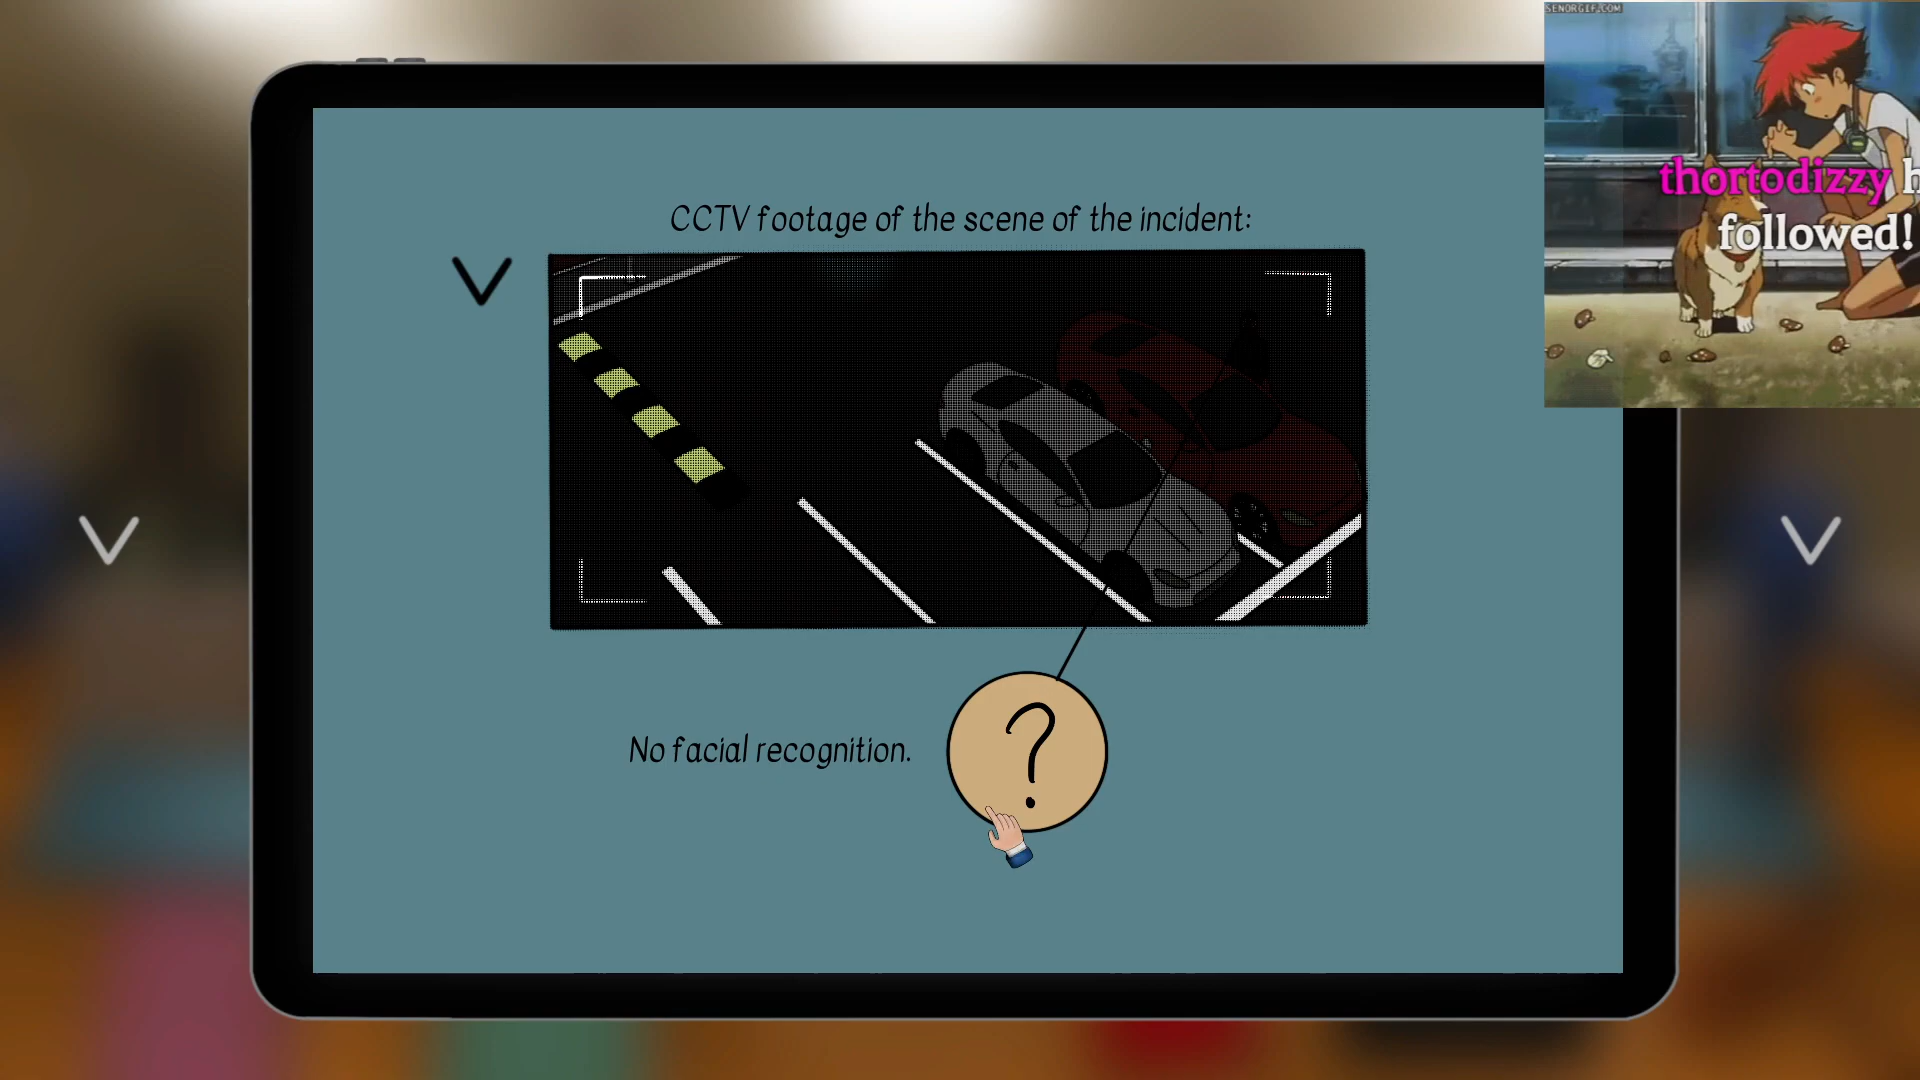 SENORGIF.COM
thortodizzy h
followed!
CCTV footage of the scene of the incident:
No facial recognition.
?